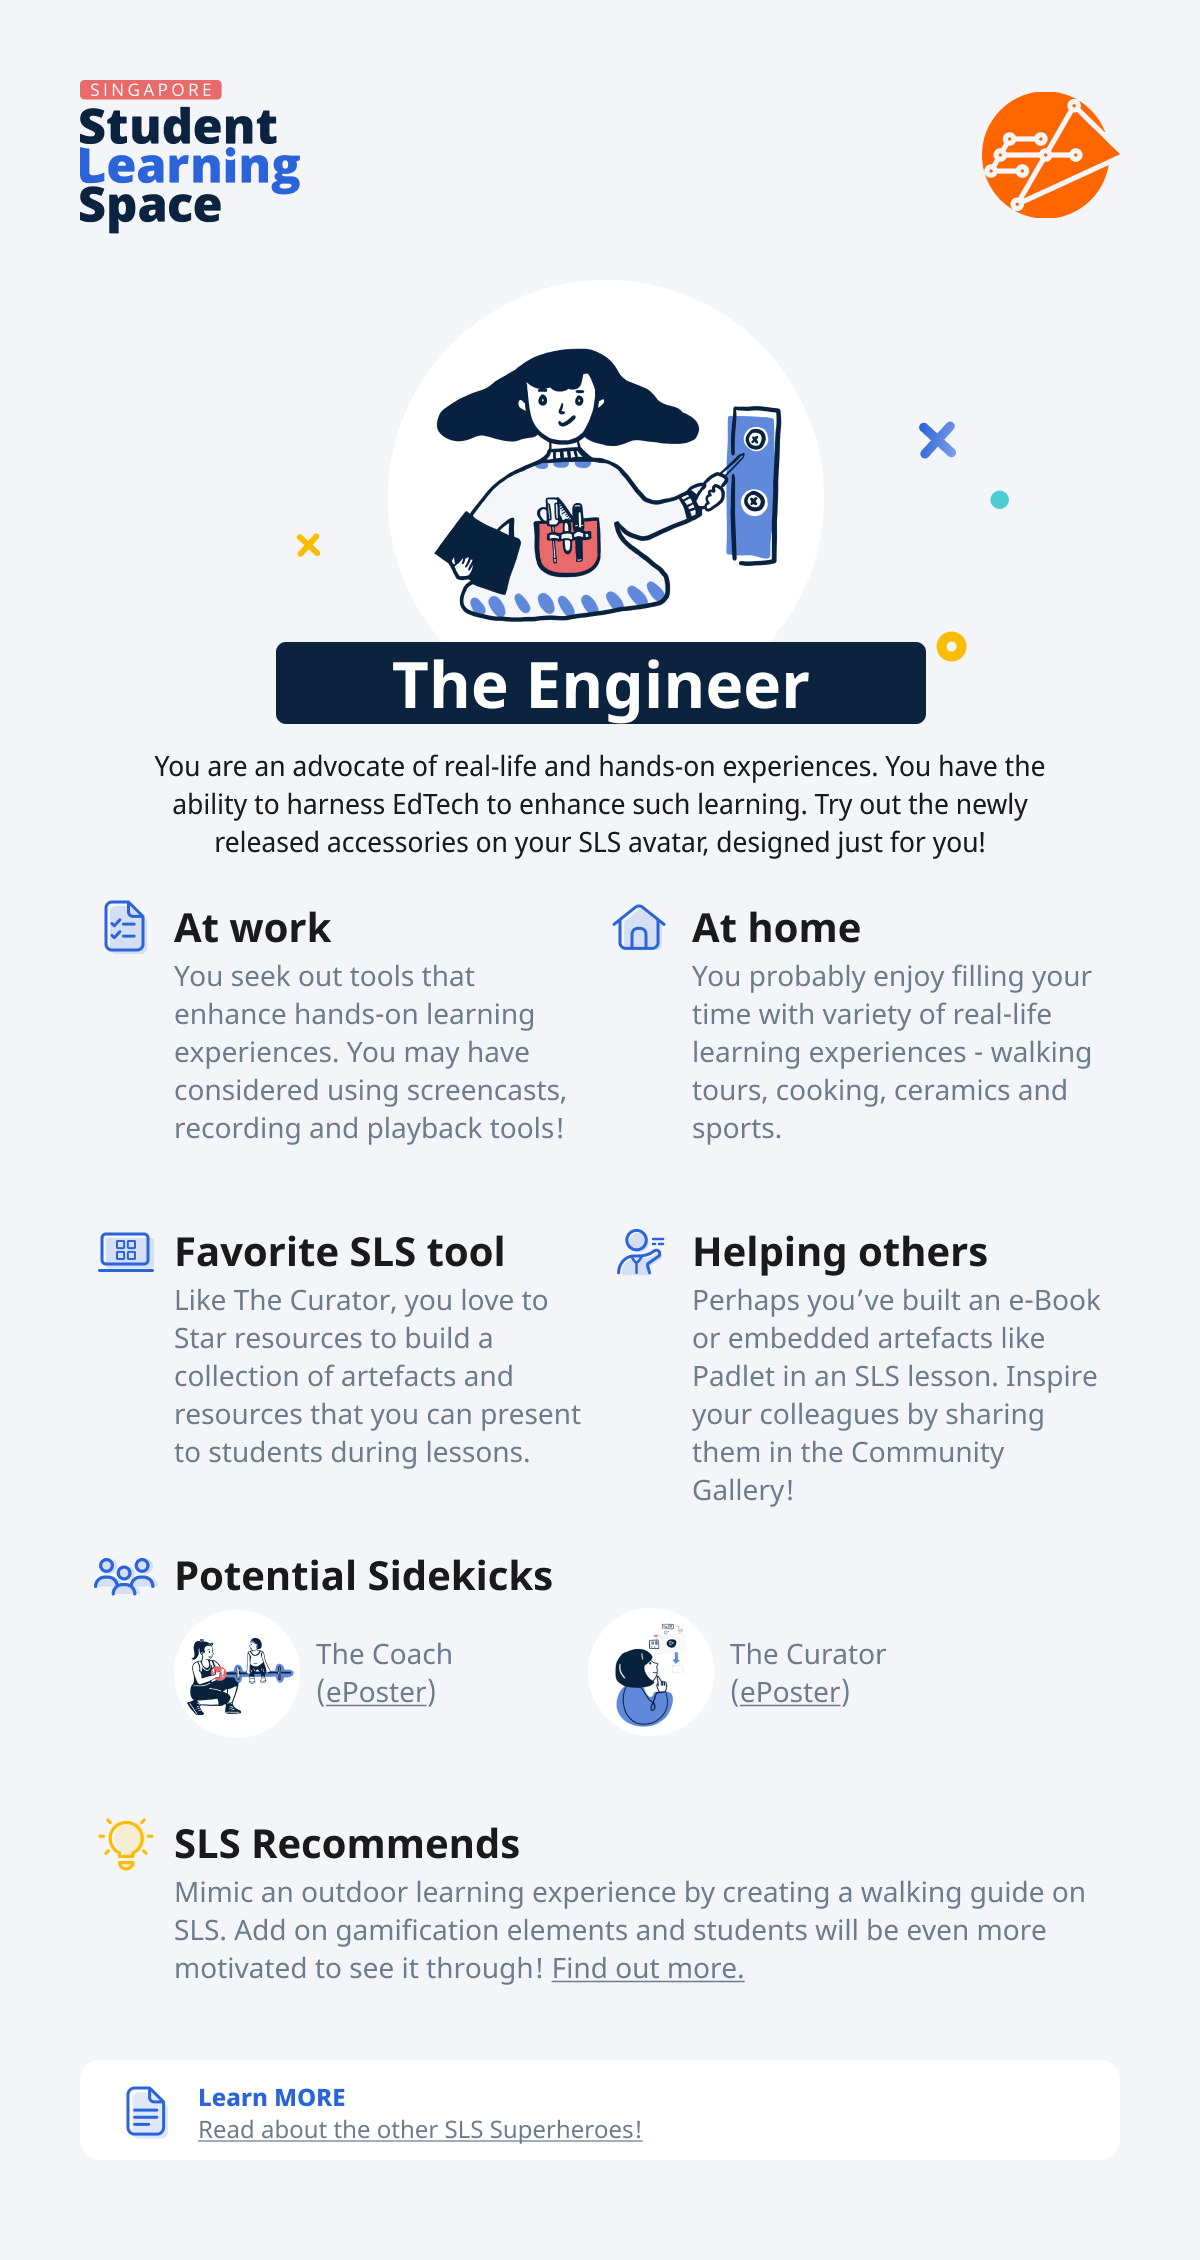 SINGAPORE
Student
Learning
Space
The Engineer
You are an advocate of real-life and hands-on experiences. You have the
ability to harness EdTech to enhance such learning. Try out the newly
released accessories on your SLS avatar, designed just for you!
At work
You seek out tools that
enhance hands-on learning
experiences. You may have
considered using screencasts,
recording and playback tools!
At home
You probably enjoy filling your
time with variety of real-life
learning experiences - walking
tours, cooking, ceramics and
sports.
Favorite SLS tool
Like The Curator, you love to
Star resources to build a
collection of artefacts and
resources that you can present
to students during lessons.
Helping others
Perhaps you’ve built an e-Book
or embedded artefacts like
Padlet in an SLS lesson. Inspire
your colleagues by sharing
them in the Community
Gallery!
Potential Sidekicks
The Coach
(ePoster)
The Curator
(ePoster)
SLS Recommends
Mimic an outdoor learning experience by creating a walking guide on
SLS. Add on gamification elements and students will be even more
motivated to see it through! Find out more.
Learn MORE
Read about the other SLS Superheroes!